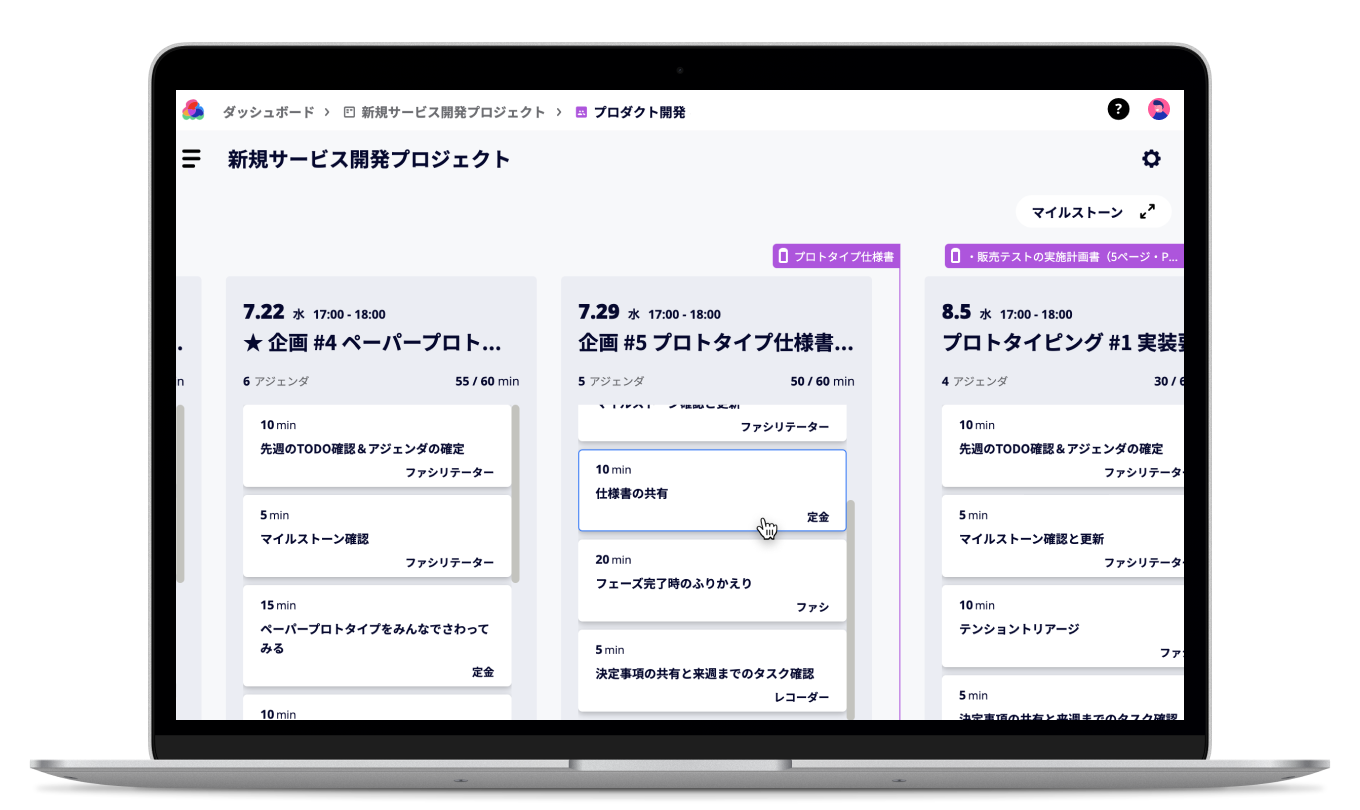 ダッシュボード > 新規サービス開発プロジェクト > プロダクト開発
?
新規サービス開発プロジェクト
マイルストーン
プロトタイプ仕様書
・販売テストの実施計画書（5ページ・P...
.
n
7.22 水 17:00 - 18:00
★ 企画 #4 ペーパープロト...
6 アジェンダ
55 / 60 min
10 min
先週のTODO確認＆アジェンダの確定
ファシリテーター
5 min
マイルストーン確認
ファシリテーター
15 min
ペーパープロトタイプをみんなでさわって
みる
定金
10 min
7.29 水 17:00 - 18:00
企画 #5 プロトタイプ仕様書...
5 アジェンダ
50 / 60 min
マイルストーン確認と更新
ファシリテーター
10 min
仕様書の共有
定金
20 min
フェーズ完了時のふりかえり
ファシ
5 min
決定事項の共有と来週までのタスク確認
レコーダー
8.5 水 17:00 - 18:00
プロトタイピング #1 実装要
4 アジェンダ
30 / 6
10 min
先週のTODO確認＆アジェンダの確定
ファシリテータ
5 min
マイルストーン確認と更新
ファシリテータ
10 min
テンショントリアージ
ファ
5 min
決定事項の共有と来週までのタスク確認